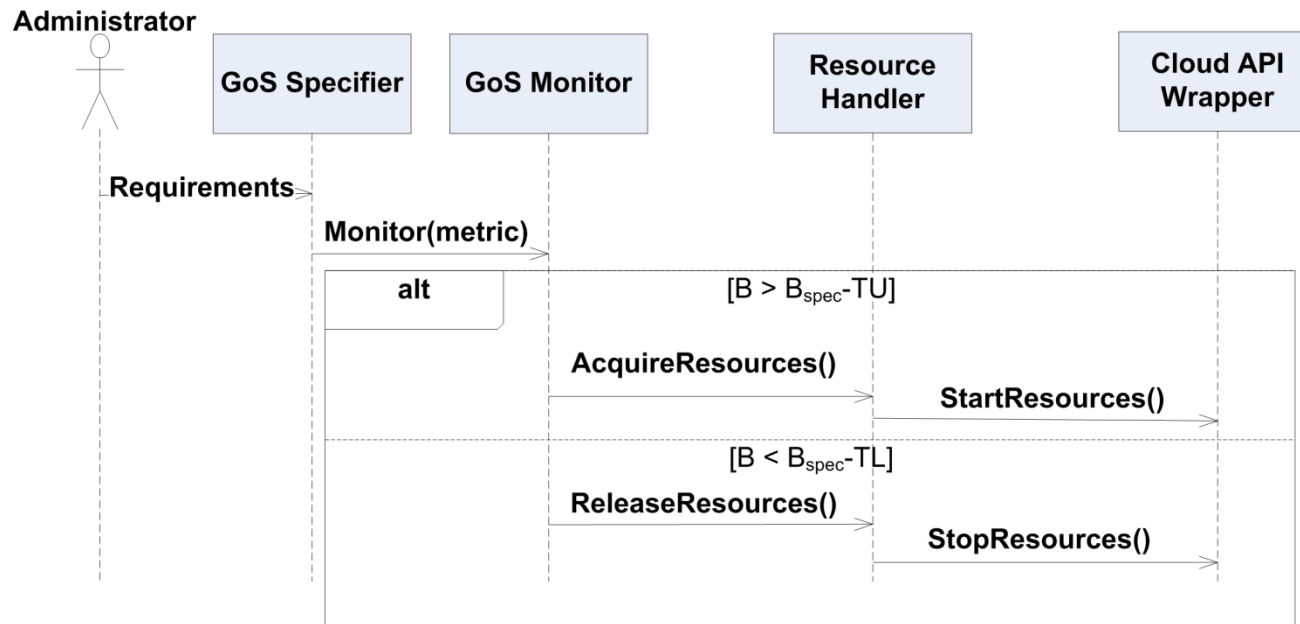 Administrator
GoS Specifier
GoS Monitor
Resource
Handler
Cloud API
Wrapper
Requirements
Monitor(metric)
alt
[B > Bspec-TU]
AcquireResources()
StartResources()
[B < Bspec-TL]
ReleaseResources()
StopResources()